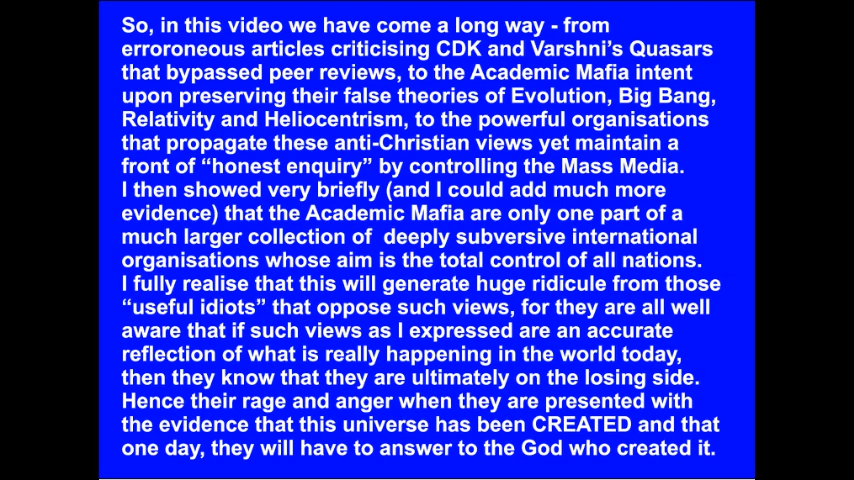 So, in this video we have come a long way - from
erroroneous articles criticising CDK and Varshni's Quasars
that bypassed peer reviews, to the Academic Mafia intent
upon preserving their false theories of Evolution, Big Bang,
Relativity and Heliocentrism, to the powerful organisations
that propagate these anti-Christian views yet maintain a
front of “honest enquiry” by controlling the Mass Media.
I then showed very briefly (and I could add much more
evidence) that the Academic Mafia are only one part of a
much larger collection of  deeply subversive international
organisations whose aim is the total control of all nations.
I fully realise that this will generate huge ridicule from those
“useful idiots” that oppose such views, for they are all well
aware that if such views as I expressed are an accurate
reflection of what is really happening in the world today,
then they know that they are ultimately on the losing side.
Hence their rage and anger when they are presented with
the evidence that this universe has been CREATED and that
one day, they will have to answer to the God who created it.